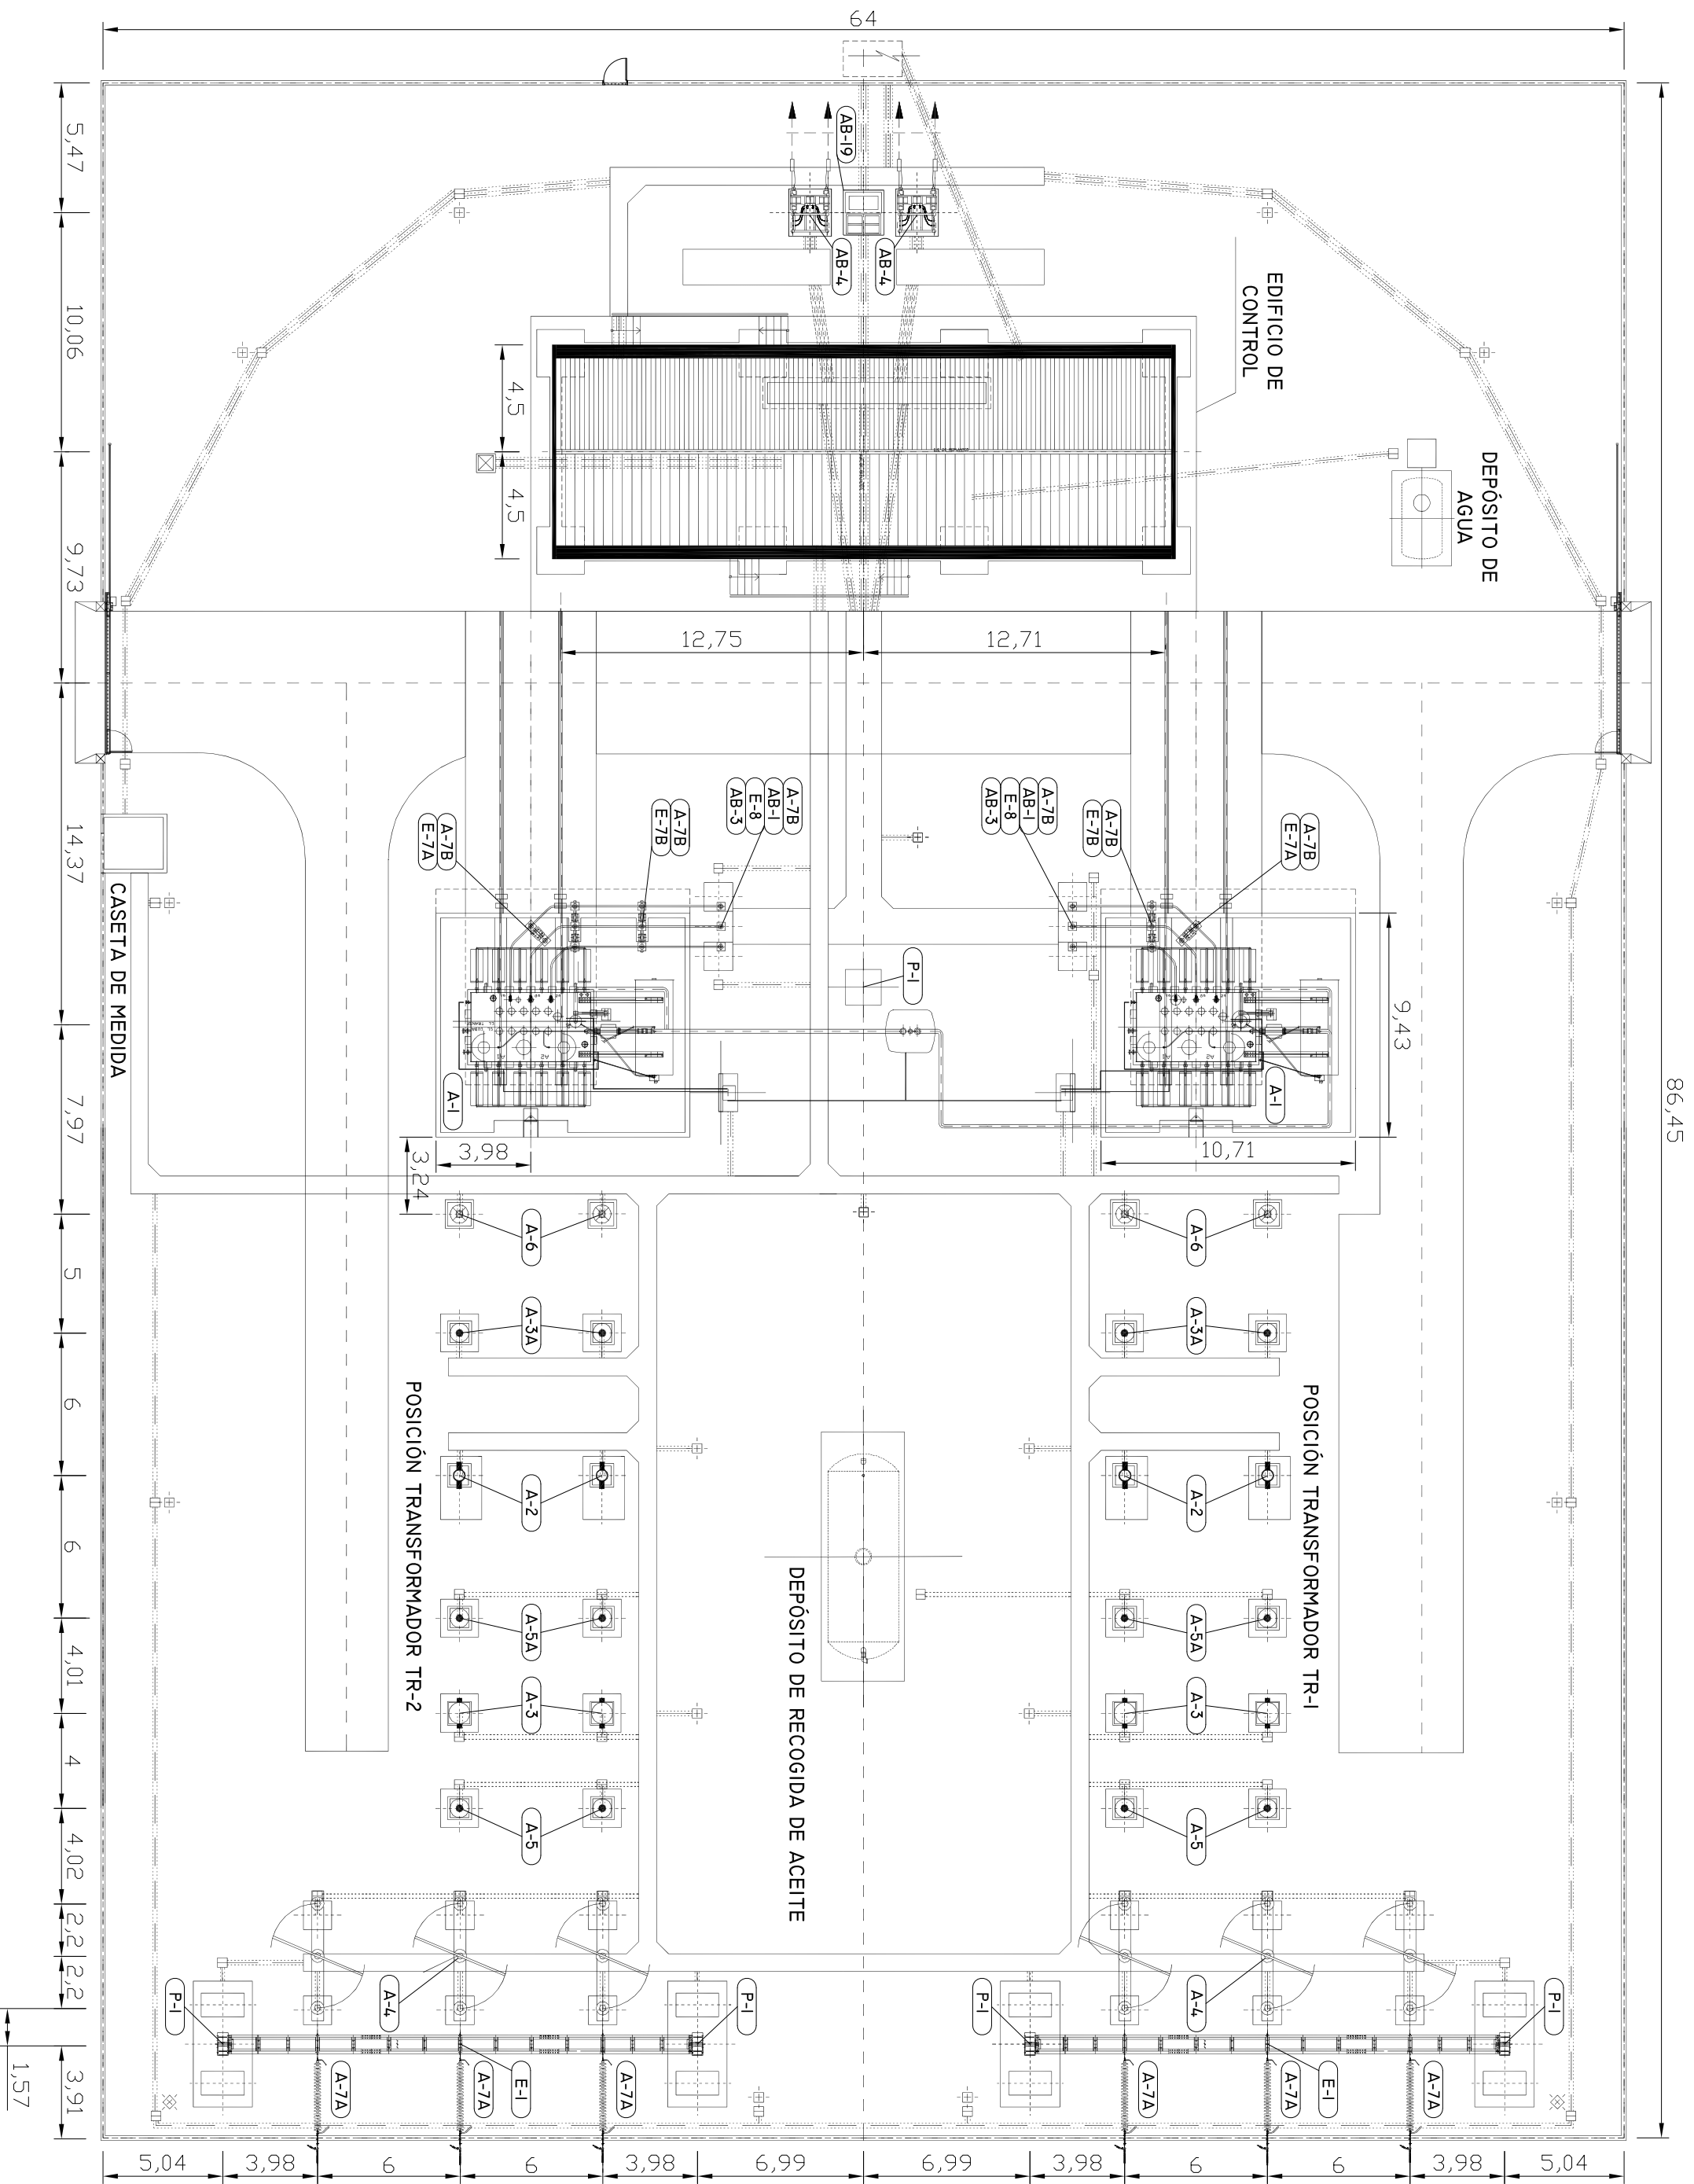 64
86,45
5,47
10,06
9,73
14,37
7,97
5
6
6
4,01
4
4,02
2,2
2,2
1,57
3,91
AB-19
AB-4
AB-4
EDIFICIO DE
CONTROL
DEPÓSITO DE
AGUA
4,5
4,5
12,75
12,71
A-7B
E-7A
A-7B
E-7B
A-7B
AB-1
E-8
AB-3
A-7B
AB-1
E-8
AB-3
A-7B
E-7B
A-7B
E-7A
CASETA DE MEDIDA
P-1
9,43
A-1
A-1
3,98
3,24
10,71
A-6
A-6
A-3A
A-3A
POSICIÓN TRANSFORMADOR TR-2
POSICIÓN TRANSFORMADOR TR-1
A-2
A-2
DEPÓSITO DE RECOGIDA DE ACEITE
A-5A
A-5A
A-3
A-3
A-5
A-5
A-4
A-4
P-1
P-1
P-1
P-1
A-7A
A-7A
E-1
A-7A
A-7A
A-7A
E-1
A-7A
5,04
3,98
6
6
3,98
6,99
6,99
3,98
6
6
3,98
5,04